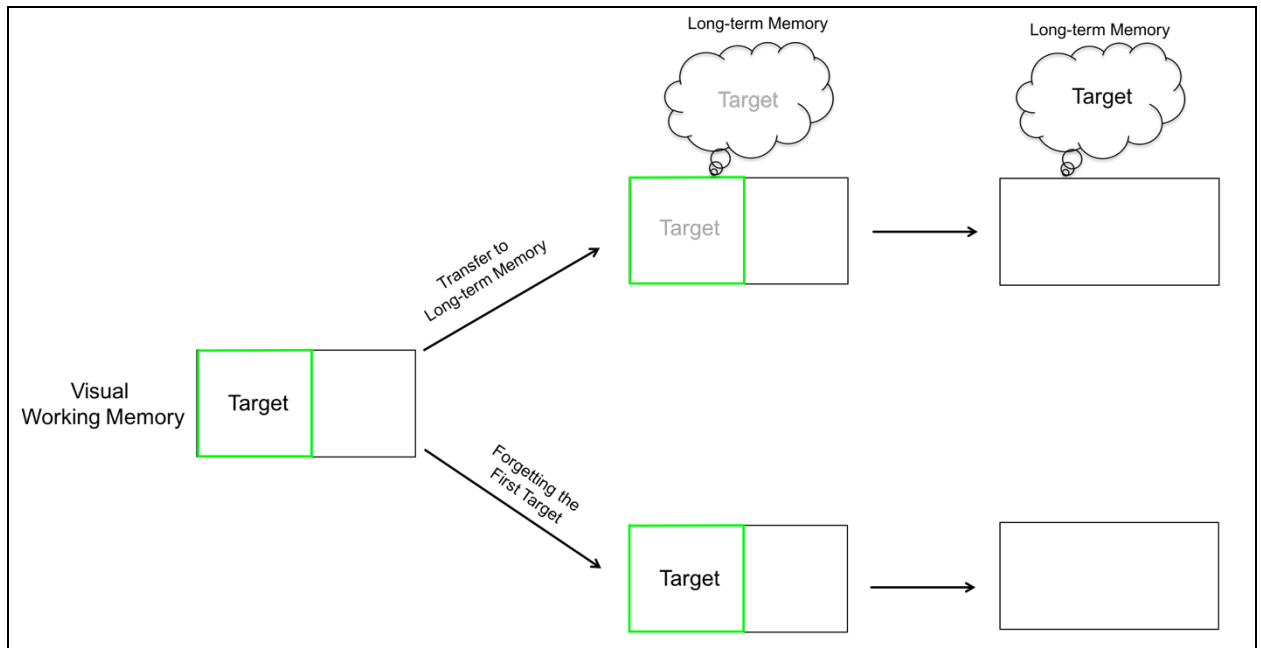 Long-term Memory
Long-term Memory
Target
Target
Transfer to
Long-term Memory
Target
Visual
Working Memory
Target
Forgetting the
First Target
Target